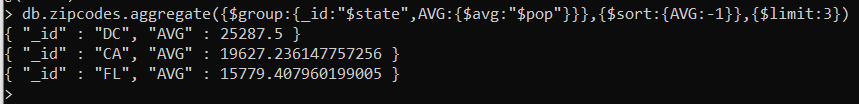 > db.zipcodes.aggregate({$group:{_id:"$state",AVG:{$avg:"$pop"}}},{$sort:{AVG:-1}},{$limit:3})
{ "_id" : "DC", "AVG" : 25287.5 }
{ "_id" : "CA", "AVG" : 19627.236147757256 }
{ "_id" : "FL", "AVG" : 15779.407960199005 }
>